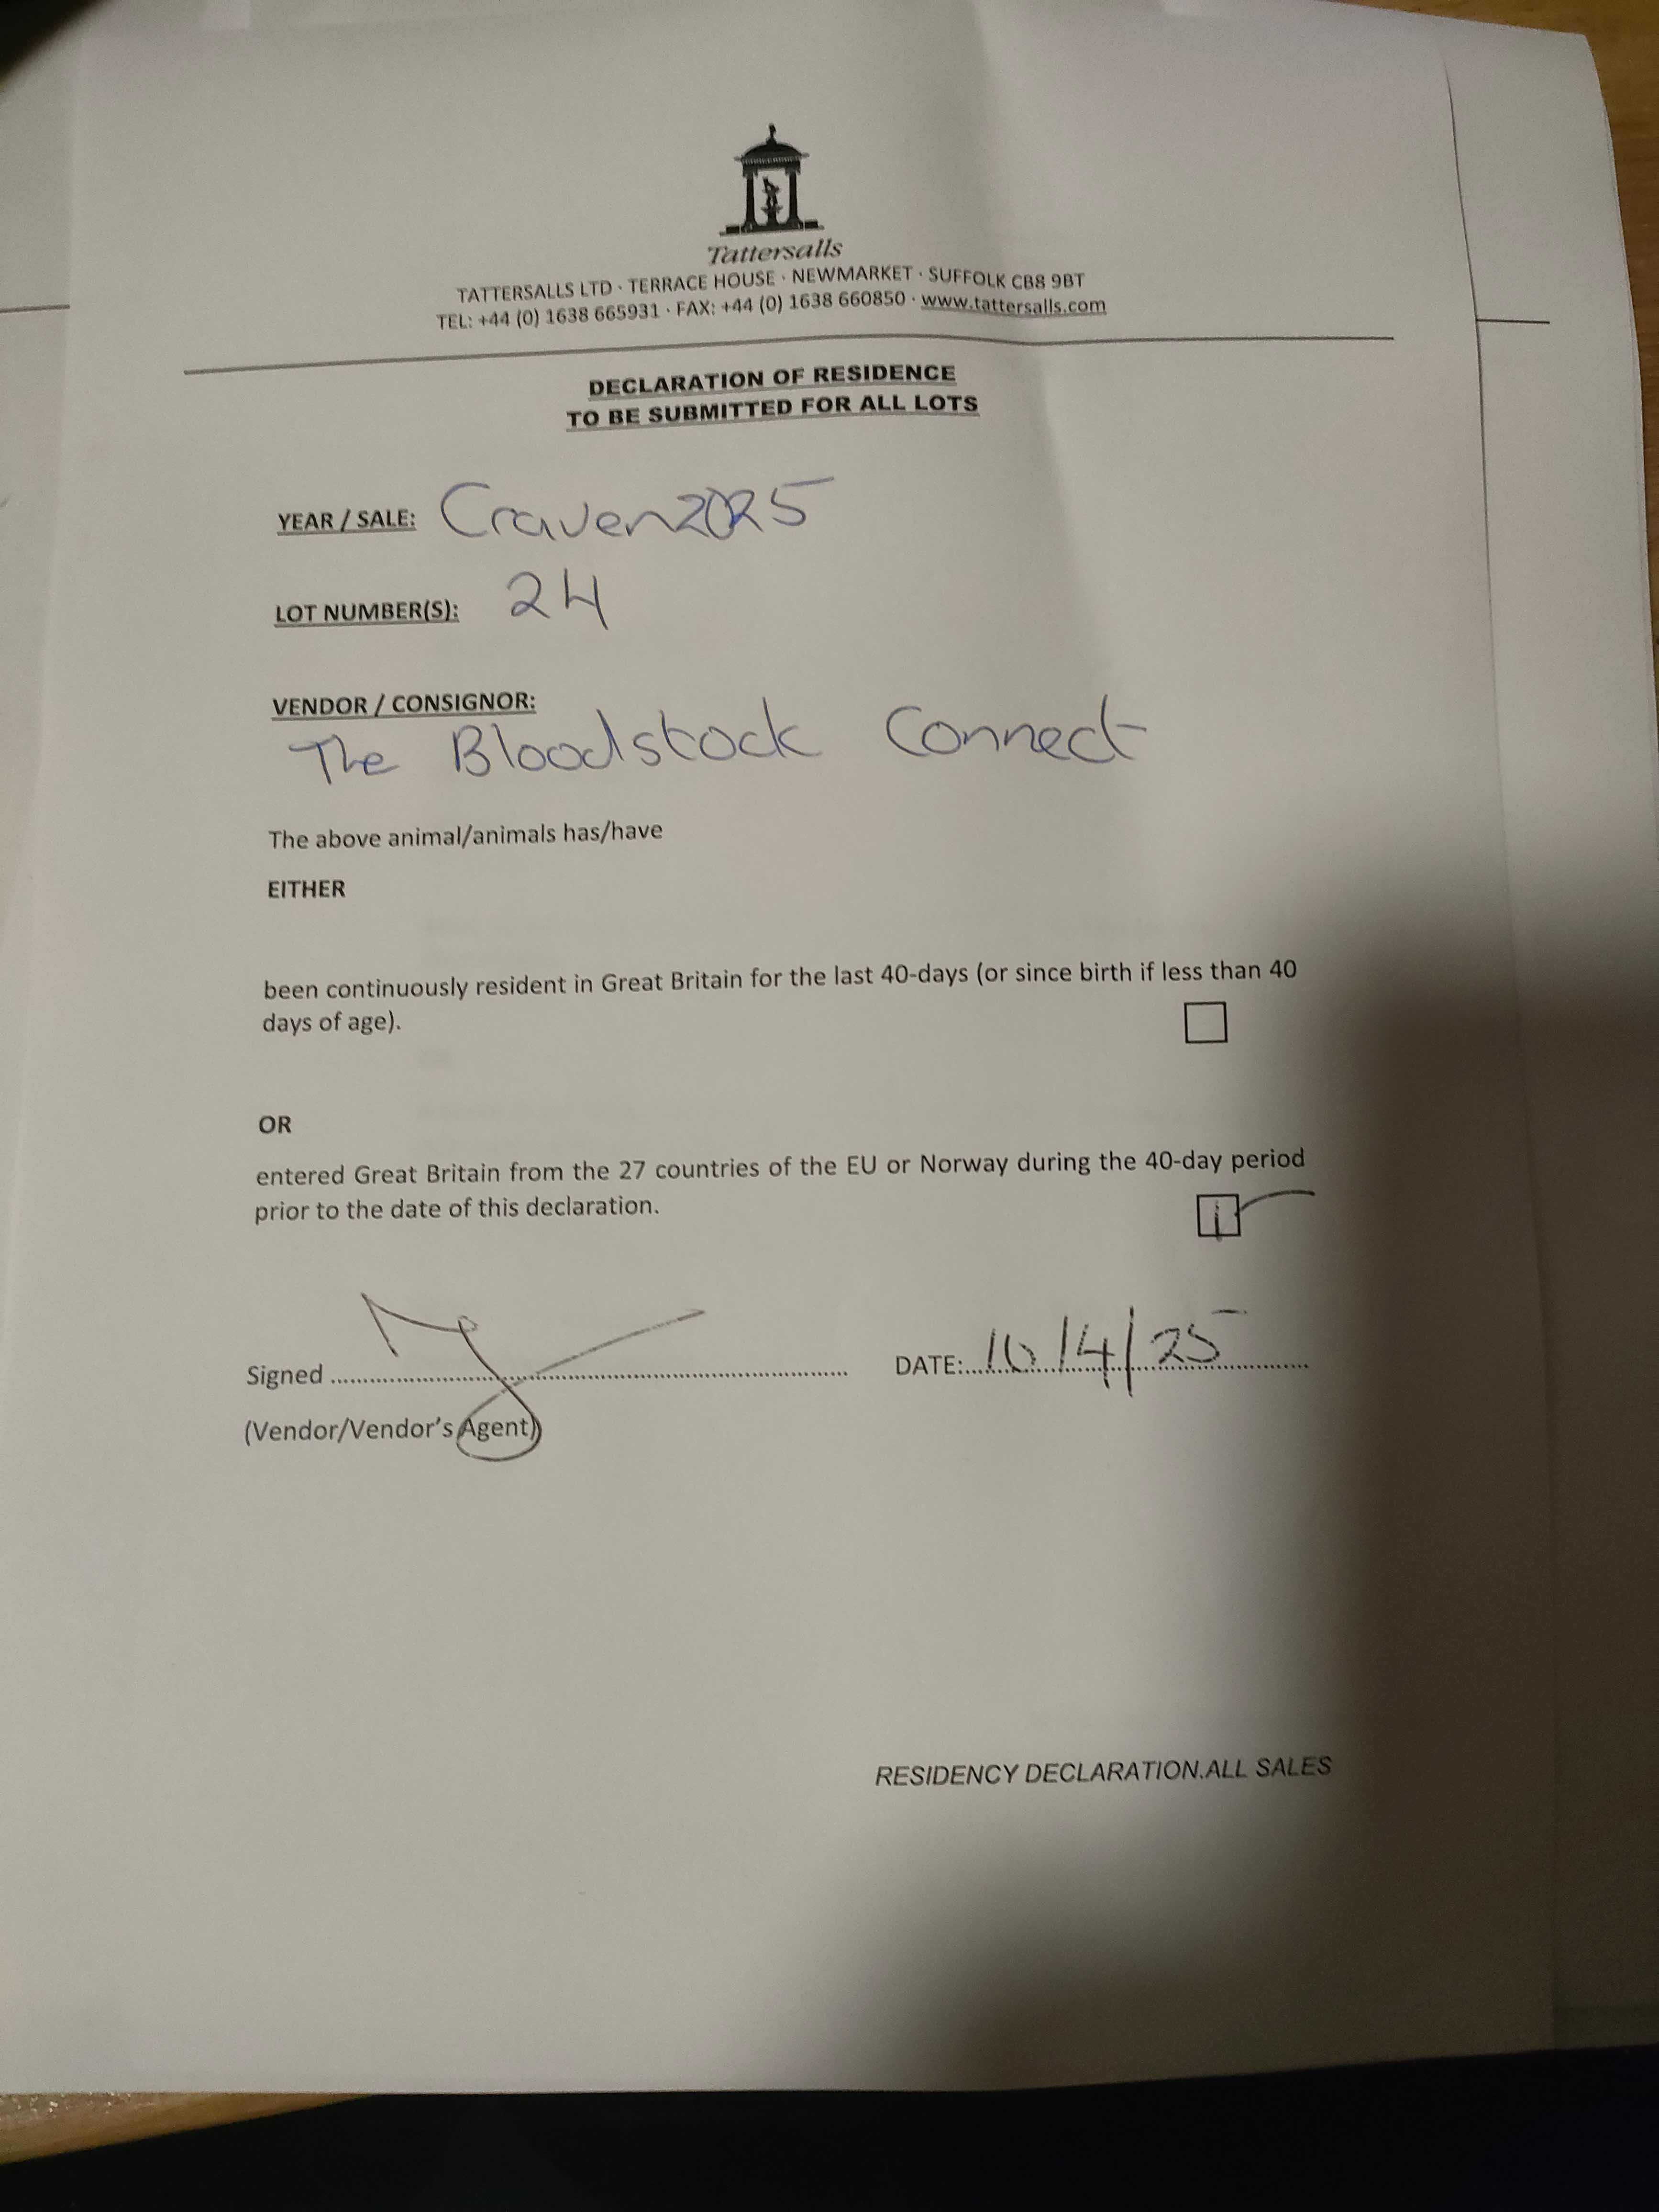 Tattersalls
TATTERSALLS LTD · TERRACE HOUSE · NEWMARKET · SUFFOLK CB8 9BT
TEL: +44 (0) 1638 665931 · FAX: +44 (0) 1638 660850 · www.tattersalls.com
DECLARATION OF RESIDENCE
TO BE SUBMITTED FOR ALL LOTS
YEAR / SALE: Craven 2025
LOT NUMBER(S): 24
VENDOR / CONSIGNOR:
The Bloodstock Connect
The above animal/animals has/have
EITHER
been continuously resident in Great Britain for the last 40-days (or since birth if less than 40
days of age).
OR
entered Great Britain from the 27 countries of the EU or Norway during the 40-day period
prior to the date of this declaration.
Signed ........................................ DATE: 10/4/25
(Vendor/Vendor's Agent)
RESIDENCY DECLARATION.ALL SALES